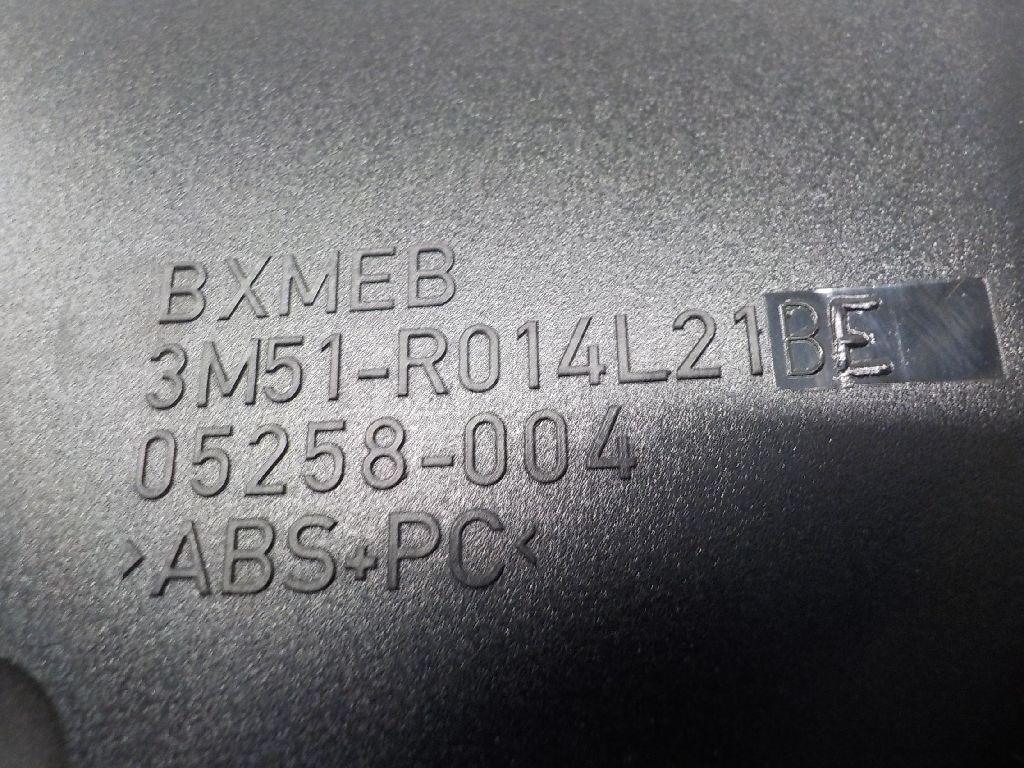 BXMEB
3M51-R014L21BE
05258-004
>ABS+PC<